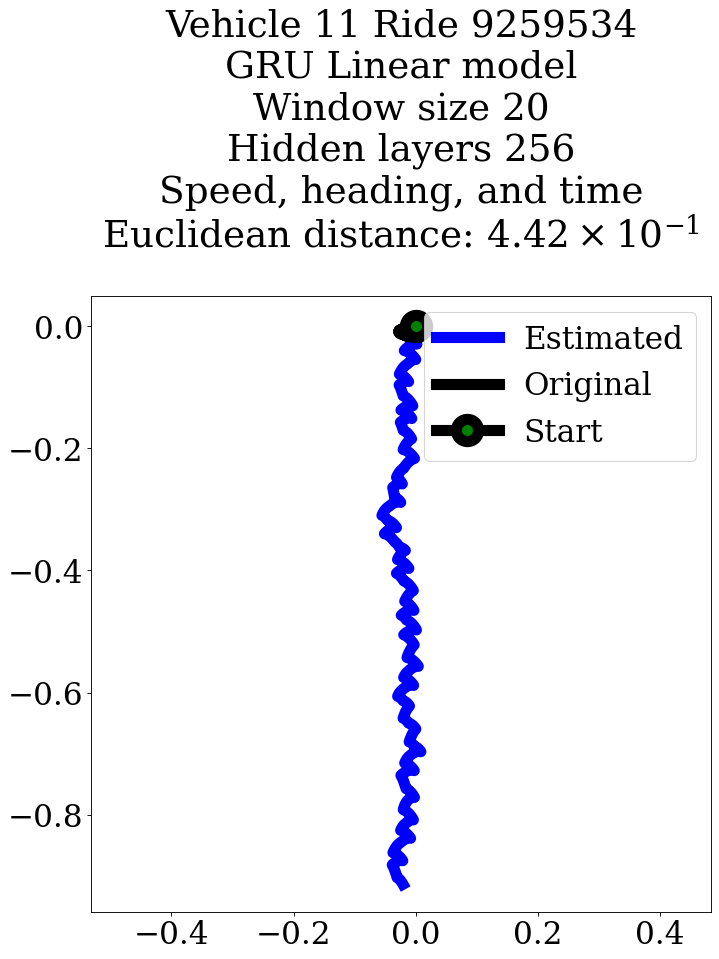 Vehicle 11 Ride 9259534
GRU Linear model
Window size 20
Hidden layers 256
Speed, heading, and time
Euclidean distance: 4.42 × 10⁻¹
Estimated
Original
Start
0.0
−0.2
−0.4
−0.6
−0.8
−0.4
−0.2
0.0
0.2
0.4